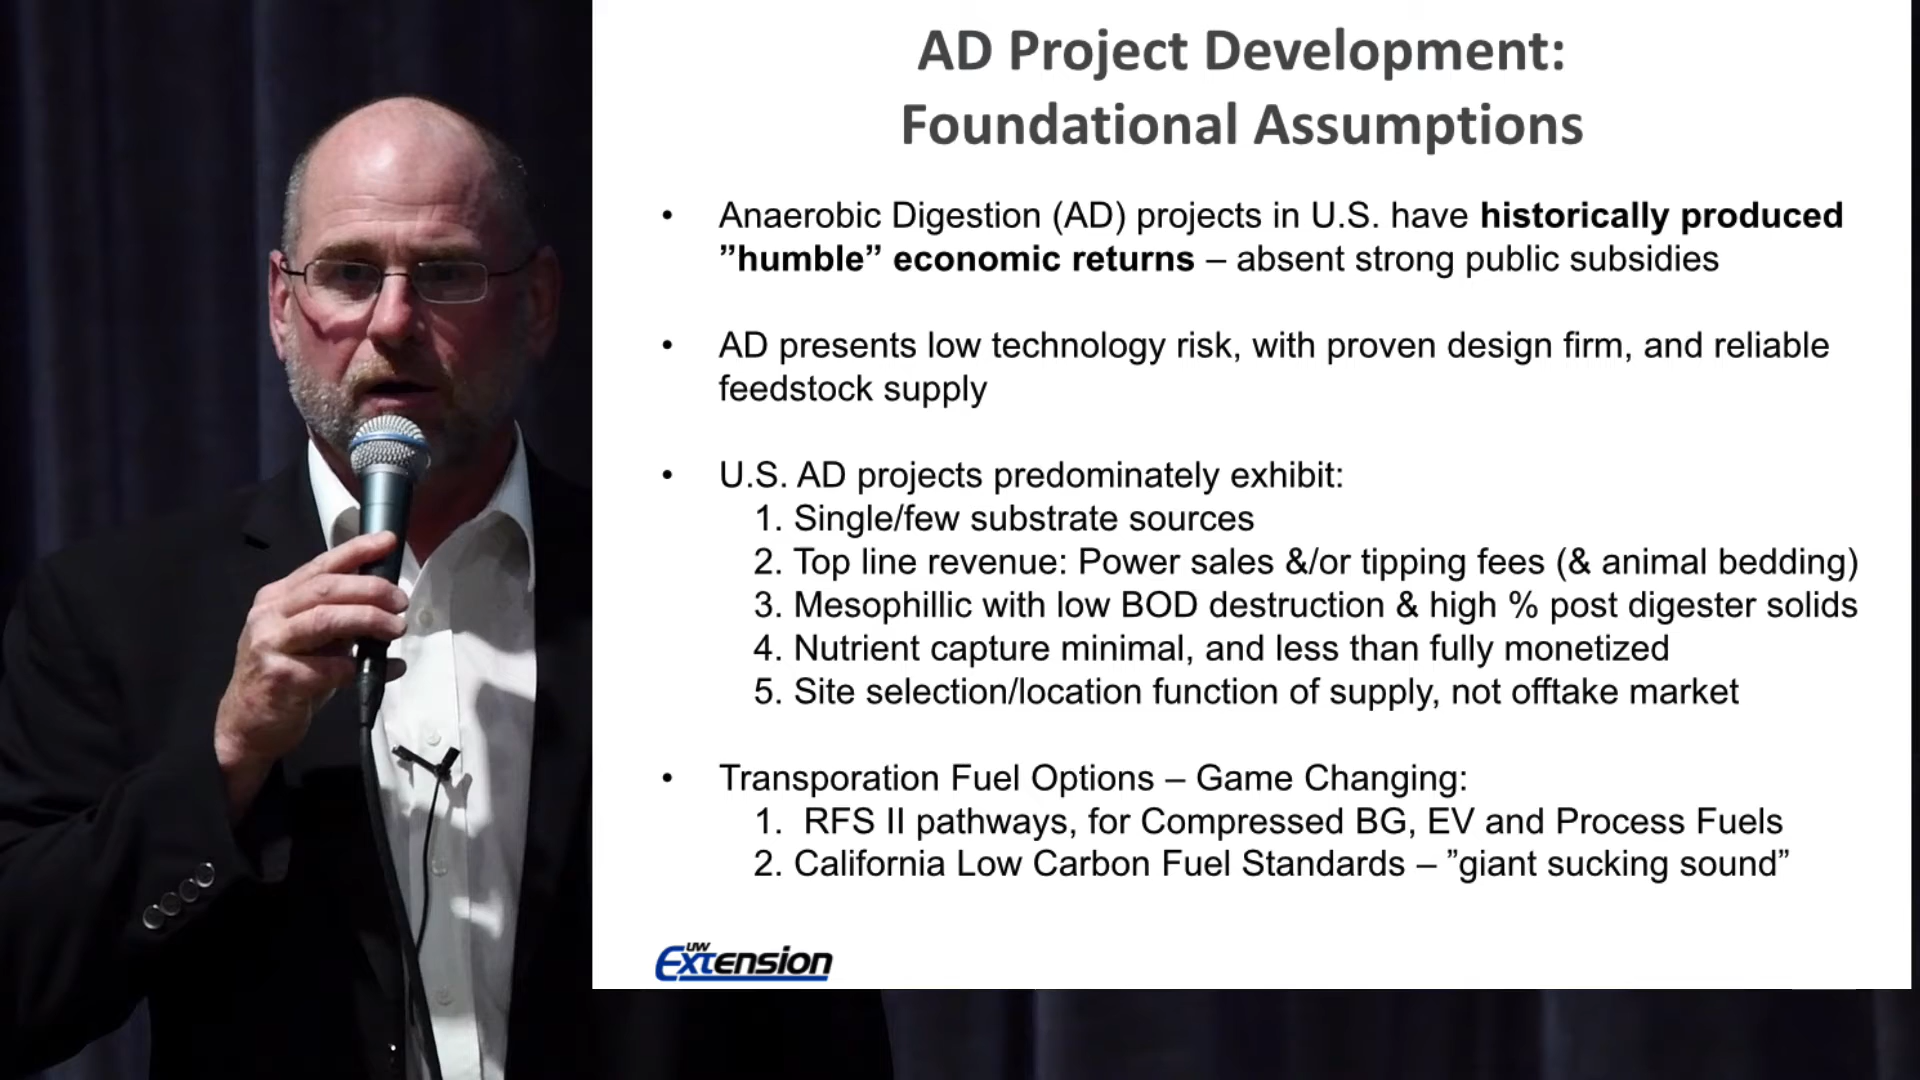 AD Project Development:
Foundational Assumptions
• Anaerobic Digestion (AD) projects in U.S. have historically produced
”humble” economic returns – absent strong public subsidies
• AD presents low technology risk, with proven design firm, and reliable
feedstock supply
• U.S. AD projects predominately exhibit:
1. Single/few substrate sources
2. Top line revenue: Power sales &/or tipping fees (& animal bedding)
3. Mesophillic with low BOD destruction & high % post digester solids
4. Nutrient capture minimal, and less than fully monetized
5. Site selection/location function of supply, not offtake market
• Transporation Fuel Options – Game Changing:
1. RFS II pathways, for Compressed BG, EV and Process Fuels
2. California Low Carbon Fuel Standards – ”giant sucking sound”
UW
Extension